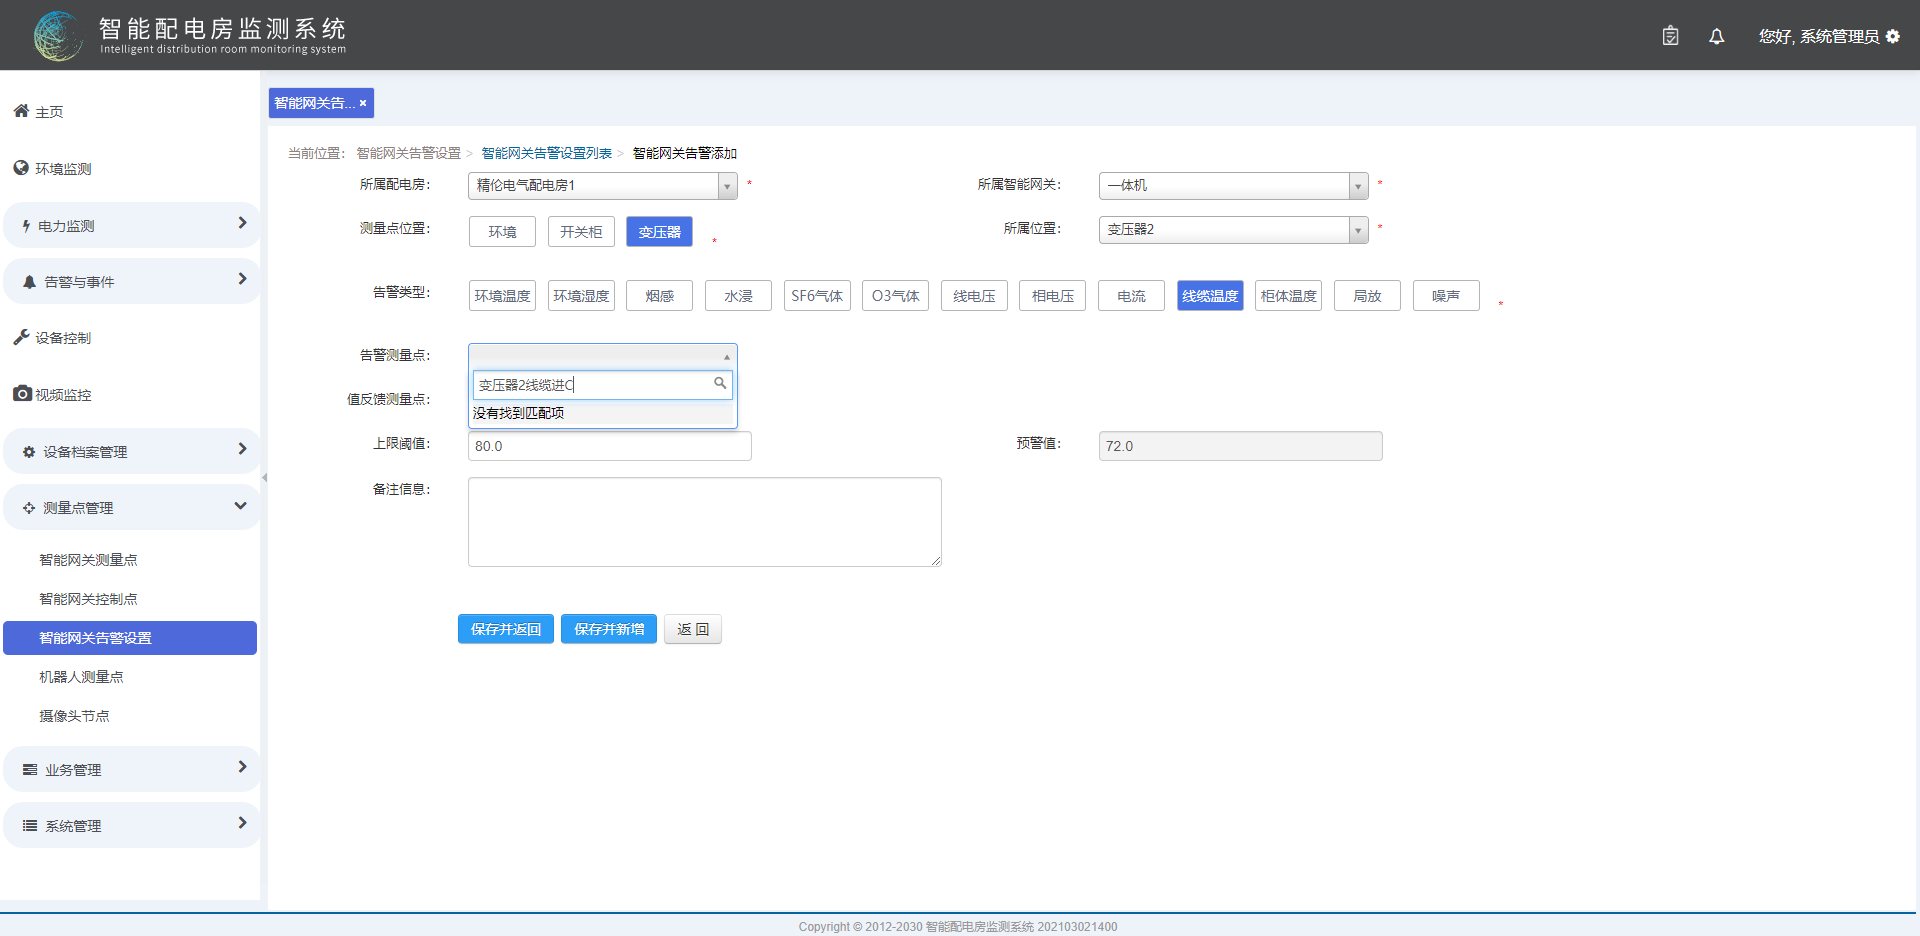 智能配电房监测系统
Intelligent distribution room monitoring system
您好, 系统管理员
主页
环境监测
电力监测
告警与事件
设备控制
视频监控
设备档案管理
测量点管理
智能网关测量点
智能网关控制点
智能网关告警设置
机器人测量点
摄像头节点
业务管理
系统管理
智能网关告... ×
当前位置: 智能网关告警设置 > 智能网关告警设置列表 > 智能网关告警添加
所属配电房: 精伦电气配电房1 * 所属智能网关: 一体机 *
测量点位置: 环境 开关柜 变压器 * 所属位置: 变压器2 *
告警类型: 环境温度 环境湿度 烟感 水浸 SF6气体 O3气体 线电压 相电压 电流 线缆温度 柜体温度 局放 噪声 *
告警测量点:
变压器2线缆进C
值反馈测量点:
没有找到匹配项
上限阈值: 80.0 预警值: 72.0
备注信息:
保存并返回 保存并新增 返 回
Copyright © 2012-2030 智能配电房监测系统 202103021400